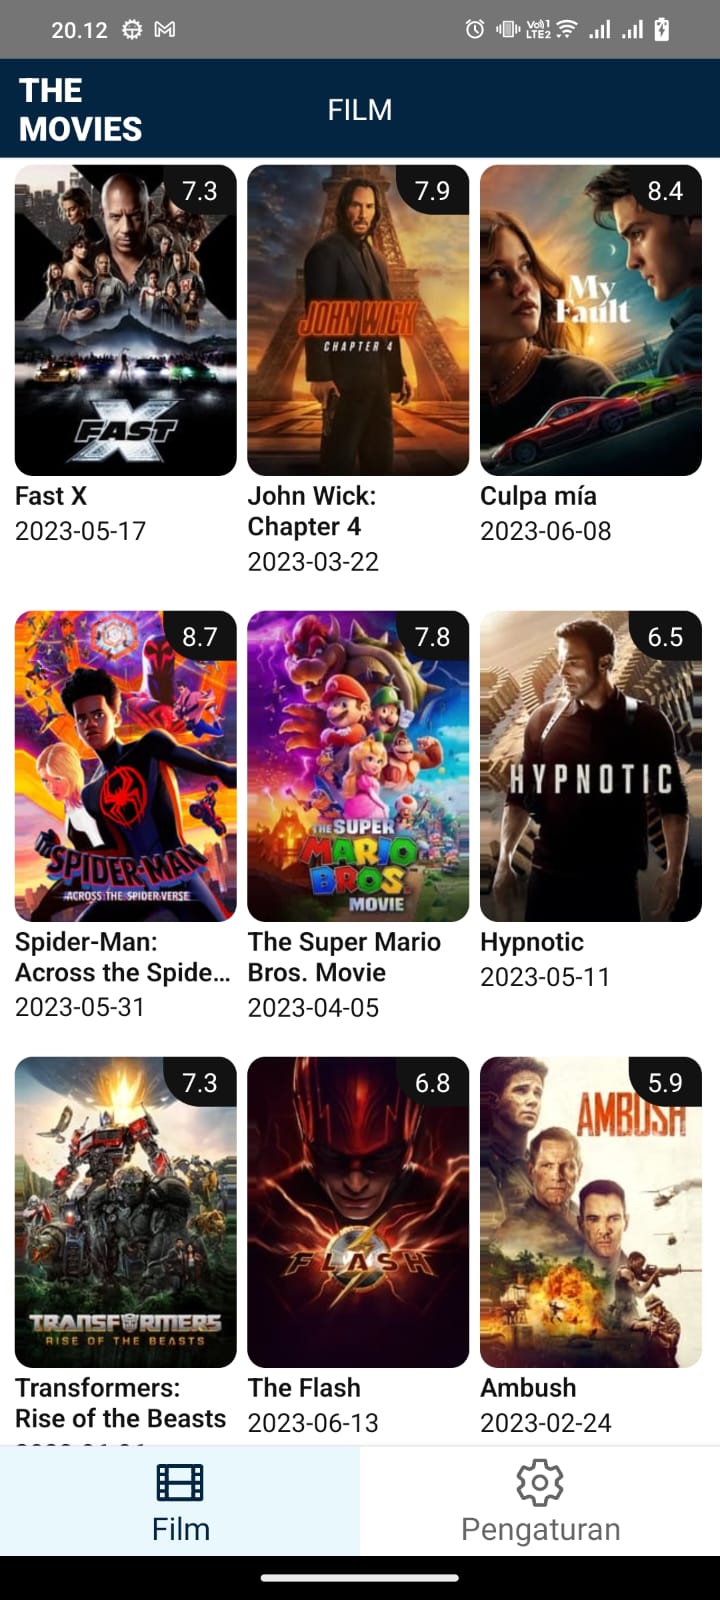 20.12
Vo) 1
LTE2
THE
MOVIES
FILM
7.3
FAST
X
Fast X
2023-05-17
7.9
JOHN WICK
CHAPTER 4
John Wick:
Chapter 4
2023-03-22
8.4
My
Fault
Culpa mía
2023-06-08
8.7
SPIDER-MAN
ACROSS THE SPIDER-VERSE
Spider-Man:
Across the Spide...
2023-05-31
7.8
THE SUPER
MARIO
BROS.
MOVIE
The Super Mario
Bros. Movie
2023-04-05
6.5
HYPNOTIC
Hypnotic
2023-05-11
7.3
TRANSFORMERS
RISE OF THE BEASTS
Transformers:
Rise of the Beasts
6.8
FLASH
The Flash
2023-06-13
5.9
AMBUSH
Ambush
2023-02-24
Film
Pengaturan